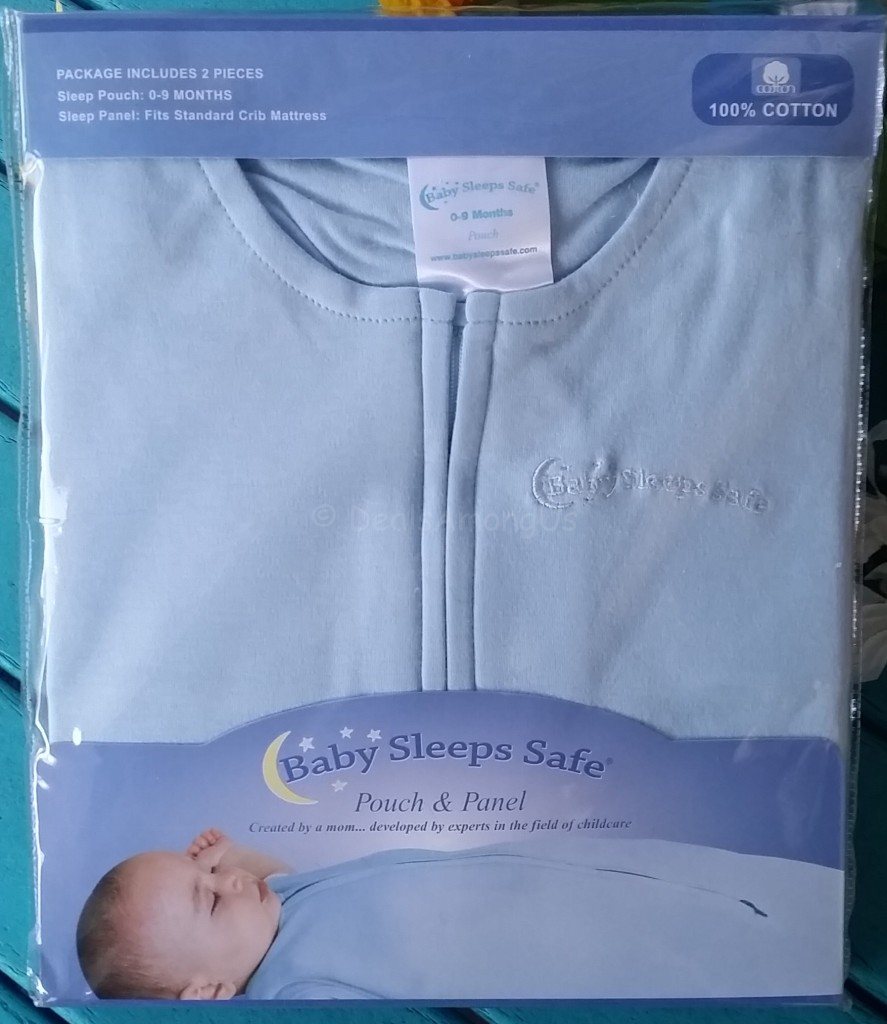 PACKAGE INCLUDES 2 PIECES
Sleep Pouch: 0-9 MONTHS
Sleep Panel: Fits Standard Crib Mattress
COTTON
100% COTTON
Baby Sleeps Safe®
0-9 Months
Pouch
www.babysleepssafe.com
Baby Sleeps Safe
© DealsAmongUs
Baby Sleeps Safe®
Pouch & Panel
Created by a mom... developed by experts in the field of childcare